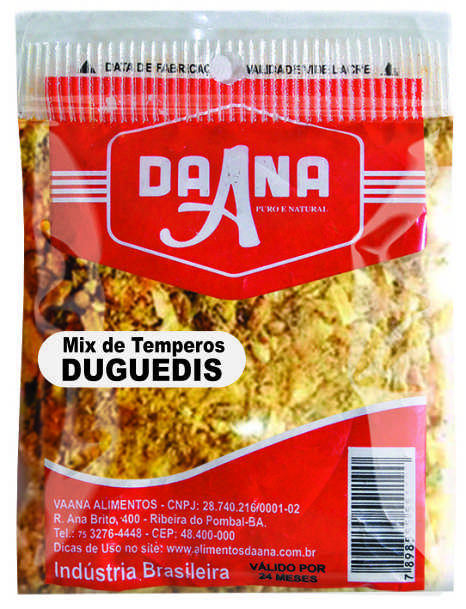 DATA DE FABRICAÇ VALIDADE VIDE LACRE
DAANA
PURO E NATURAL
Mix de Temperos
DUGUEDIS
VAANA ALIMENTOS - CNPJ: 28.740.216/0001-02
R. Ana Brito, 400 - Ribeira do Pombal-BA.
Tel.: 75 3276-4448 - CEP: 48.400-000
Dicas de Uso no site: www.alimentosdaana.com.br
Indústria Brasileira
VÁLIDO POR
24 MESES